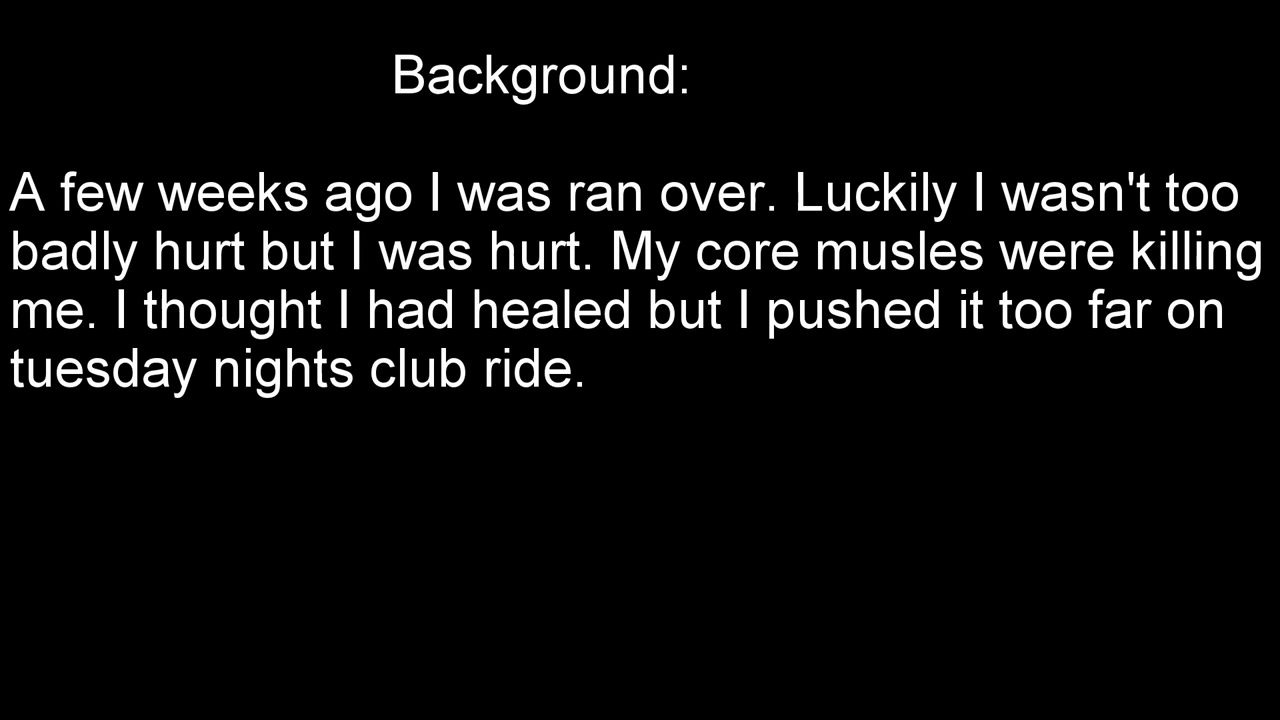 Background:
A few weeks ago I was ran over. Luckily I wasn't too
badly hurt but I was hurt. My core musles were killing
me. I thought I had healed but I pushed it too far on
tuesday nights club ride.